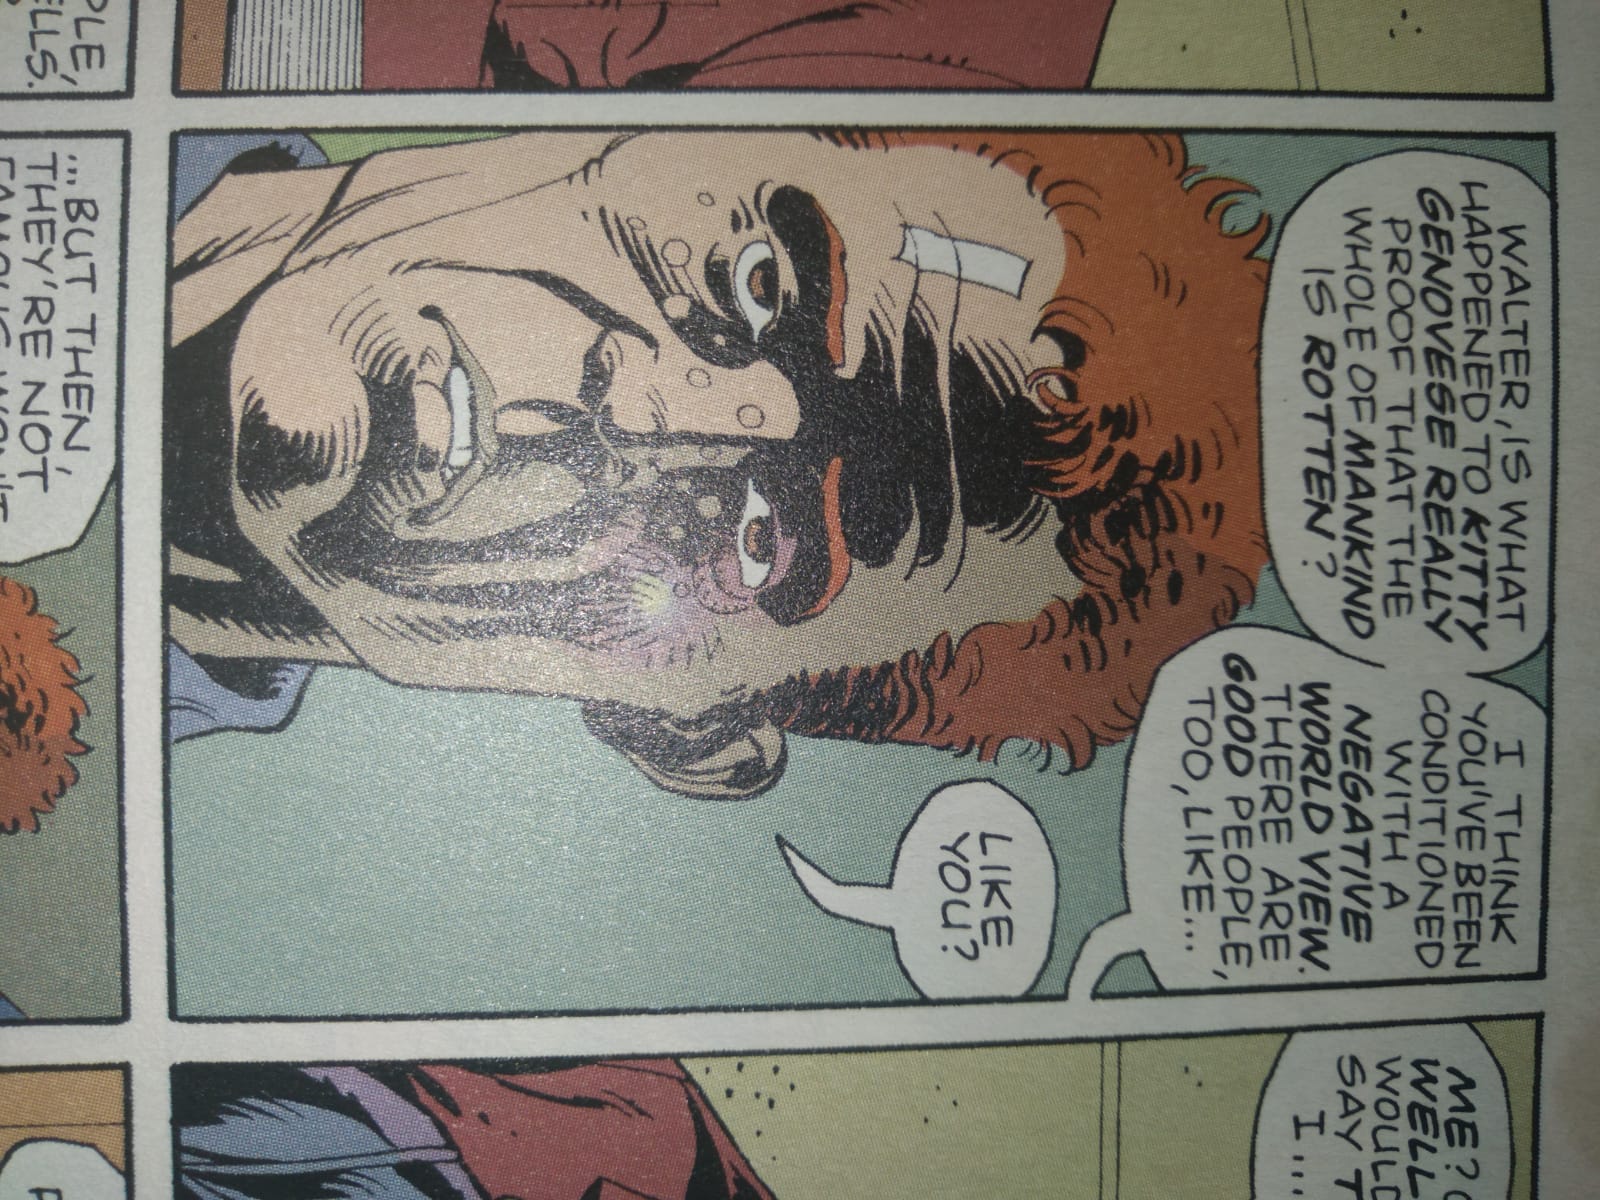 WALTER, IS WHAT
HAPPENED TO KITTY
GENOVESE REALLY
PROOF THAT THE
WHOLE OF MANKIND
IS ROTTEN?
I THINK
YOU'VE BEEN
CONDITIONED
WITH A
NEGATIVE
WORLD VIEW.
THERE ARE
GOOD PEOPLE,
TOO, LIKE...
LIKE
YOU?
ME?
WELL
WOULD
SAY
I...
...BUT THEN,
THEY'RE NOT